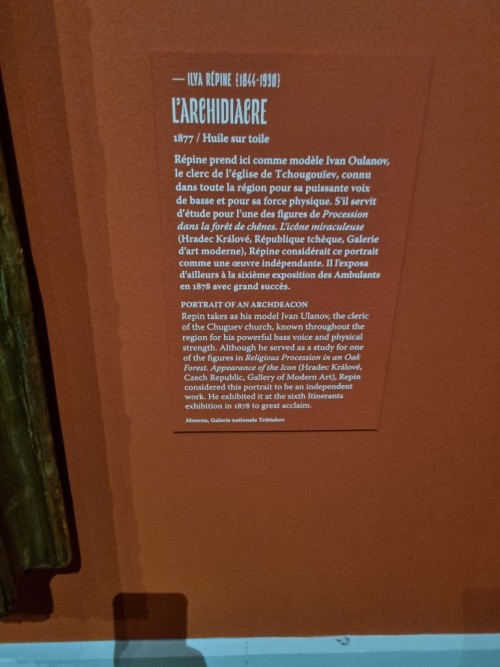 — ILYA RÉPINE (1844-1930)
L'ARCHIDIACRE
1877 / Huile sur toile
Répine prend ici comme modèle Ivan Oulanov,
le clerc de l'église de Tchougouïev, connu
dans toute la région pour sa puissante voix
de basse et pour sa force physique. S'il servit
d'étude pour l'une des figures de Procession
dans la forêt de chênes. L'icône miraculeuse
(Hradec Králové, République tchèque, Galerie
d'art moderne), Répine considérait ce portrait
comme une œuvre indépendante. Il l'exposa
d'ailleurs à la sixième exposition des Ambulants
en 1878 avec grand succès.
PORTRAIT OF AN ARCHDEACON
Repin takes as his model Ivan Ulanov, the cleric
of the Chuguev church, known throughout the
region for his powerful bass voice and physical
strength. Although he served as a study for one
of the figures in Religious Procession in an Oak
Forest. Appearance of the Icon (Hradec Králové,
Czech Republic, Gallery of Modern Art), Repin
considered this portrait to be an independent
work. He exhibited it at the sixth Itinerants
exhibition in 1878 to great acclaim.
Moscou, Galerie nationale Trétiakov